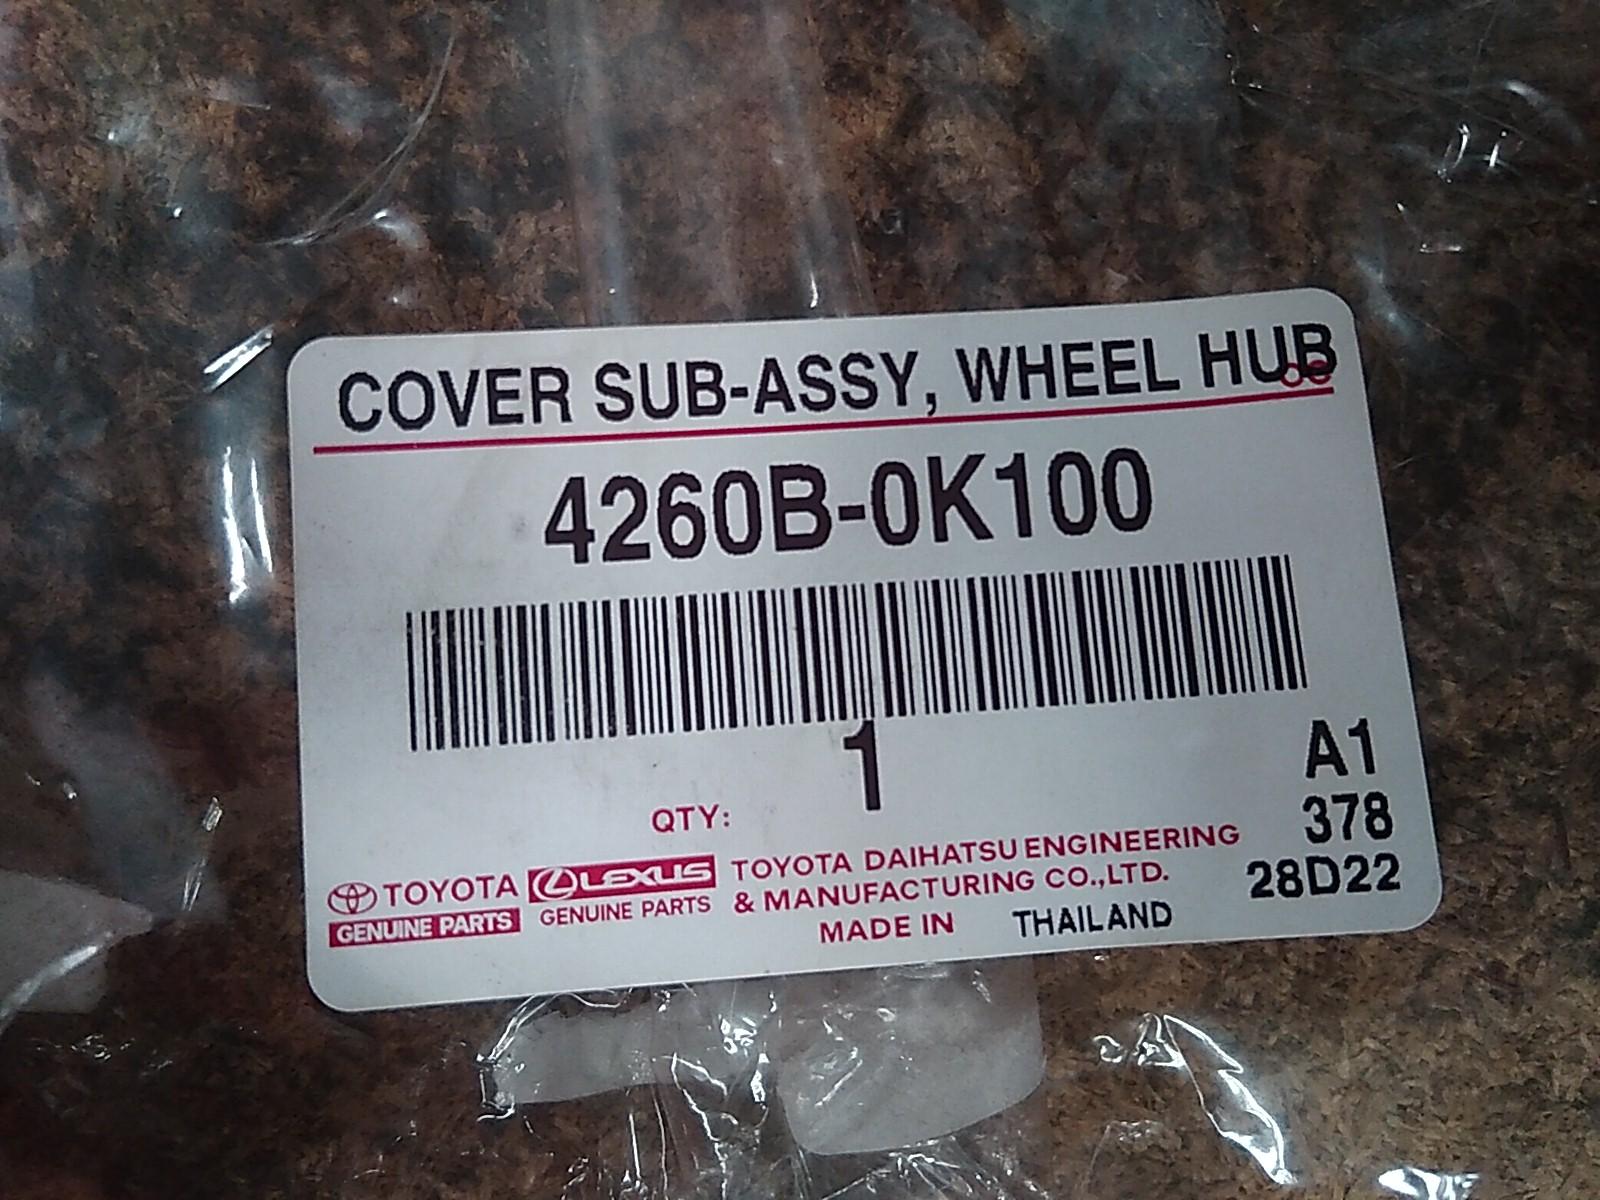 COVER SUB-ASSY, WHEEL HUB
4260B-0K100
1
QTY:
A1
378
28D22
TOYOTA
GENUINE PARTS
LEXUS
GENUINE PARTS
TOYOTA DAIHATSU ENGINEERING
& MANUFACTURING CO.,LTD.
MADE IN THAILAND